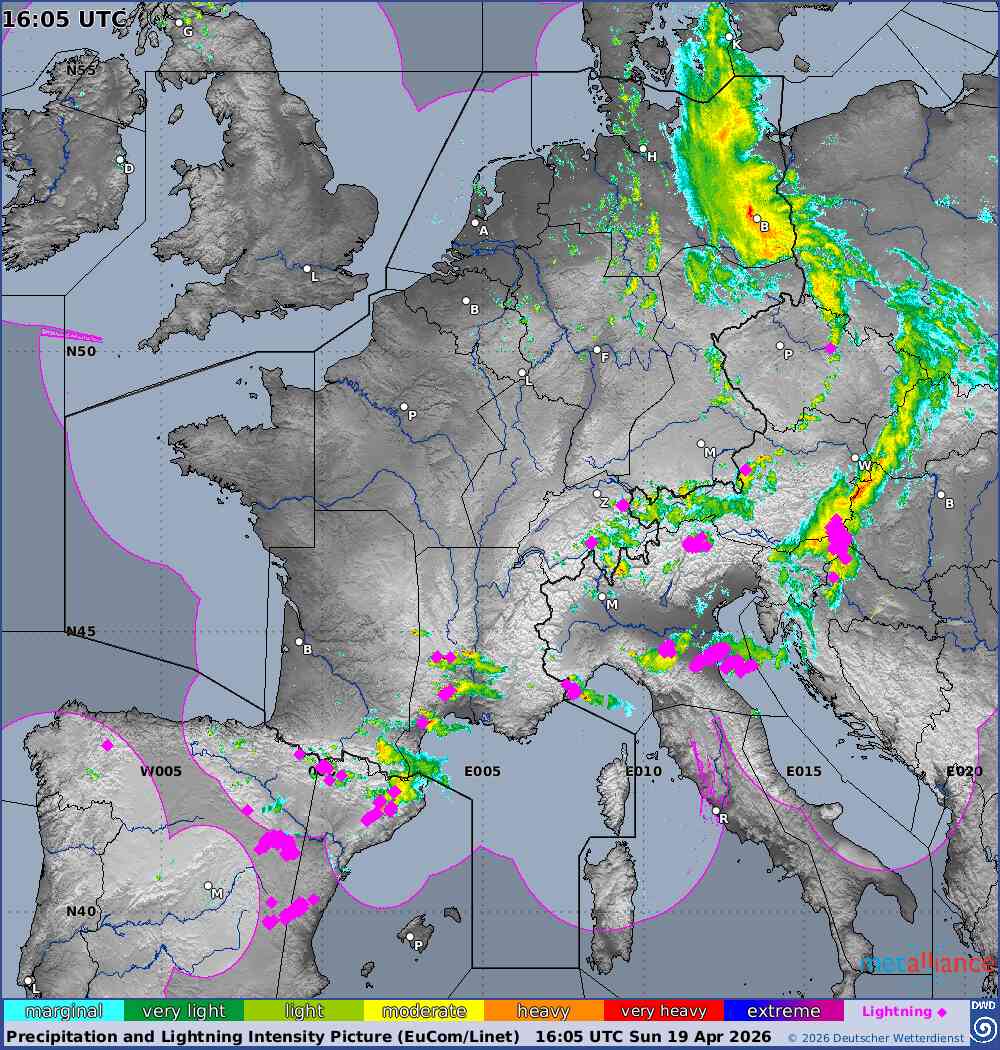 16:05 UTC
G
K
N55
H
D
A
B
L
B
N50
F
P
L
P
M
W
Z
B
M
N45
B
W005
00
E005
E010
E015
E020
R
M
N40
P
L
metalliance
marginal very light light moderate heavy very heavy extreme Lightning
DWD
Precipitation and Lightning Intensity Picture (EuCom/Linet) 16:05 UTC Sun 19 Apr 2026 © 2026 Deutscher Wetterdienst